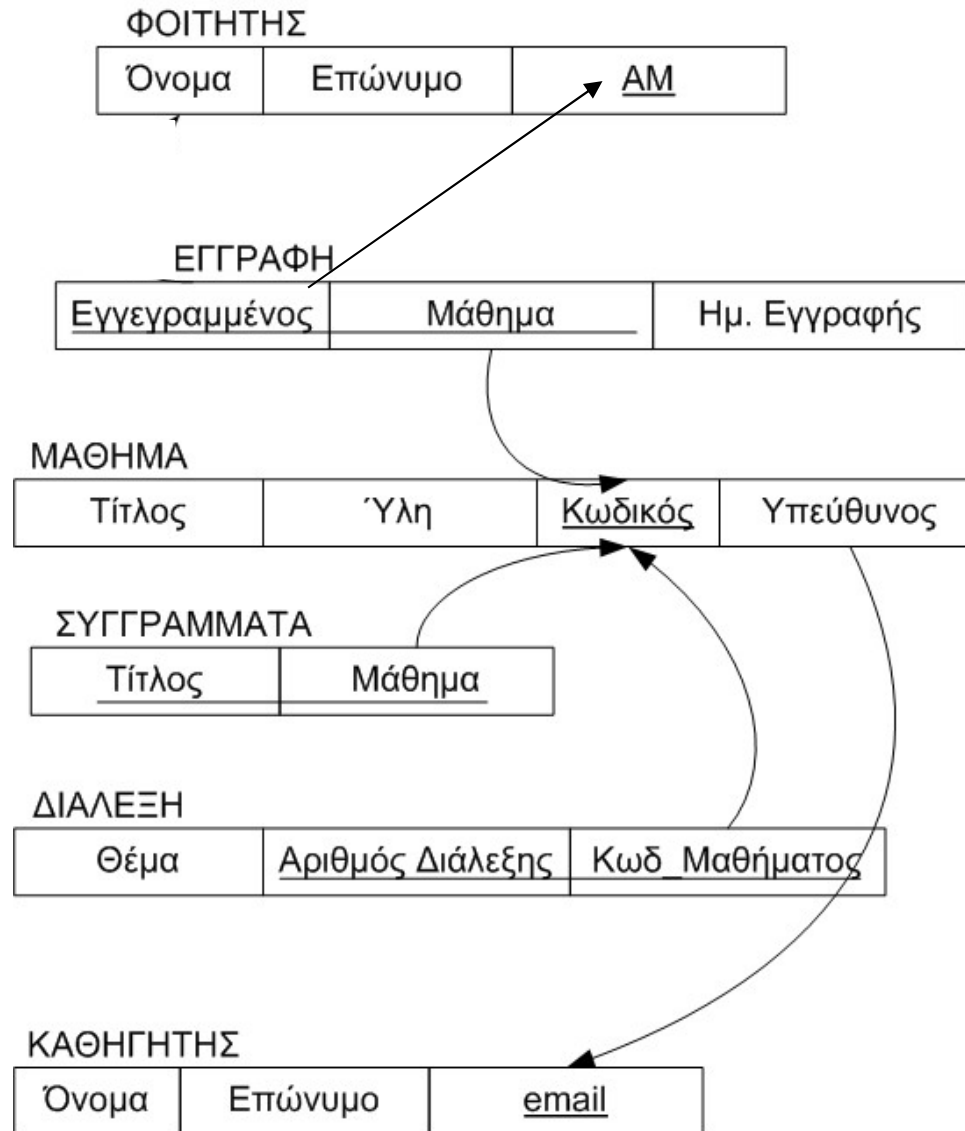 ΦΟΙΤΗΤΗΣ
Όνομα Επώνυμο ΑΜ
ΕΓΓΡΑΦΗ
Εγγεγραμμένος Μάθημα Ημ. Εγγραφής
ΜΑΘΗΜΑ
Τίτλος Ύλη Κωδικός Υπεύθυνος
ΣΥΓΓΡΑΜΜΑΤΑ
Τίτλος Μάθημα
ΔΙΑΛΕΞΗ
Θέμα Αριθμός Διάλεξης Κωδ_Μαθήματος
ΚΑΘΗΓΗΤΗΣ
Όνομα Επώνυμο email